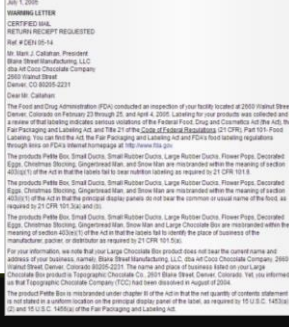 July 1, 2005
WARNING LETTER
CERTIFIED MAIL
RETURN RECIEPT REQUESTED
Ref. # DEN 05-14
Mr. Mark J. Callahan, President
Blake Street Manufacturing, LLC
dba Art Coco Chocolate Company
2660 Walnut Street
Denver, CO 80205-2231
Dear Mr. Callahan:
The Food and Drug Administration (FDA) conducted an inspection of your facility located at 2660 Walnut Street
Denver, Colorado on February 23 through 25, and April 4, 2005. Labeling for your products was collected and
a review of that labeling indicates serious violations of the Federal Food, Drug and Cosmetics Act (the Act), the
Fair Packaging and Labeling Act, and Title 21 of the Code of Federal Regulations (21 CFR), Part 101- Food
Labeling. You can find the Act, the Fair Packaging and Labeling Act and FDA's food labeling regulations
through links on FDA's Internet homepage at http://www.fda.gov.
The products Petite Box, Small Ducks, Small Rubber Ducks, Large Rubber Ducks, Flower Pops, Decorated
Eggs, Christmas Stocking, Gingerbread Man, and Snow Man are misbranded within the meaning of section
403(q)(1) of the Act in that the labels fail to bear nutrition labeling as required by 21 CFR 101.9.
The products Petite Box, Small Ducks, Small Rubber Ducks, Large Rubber Ducks, Flower Pops, Decorated
Eggs, Christmas Stocking, Gingerbread Man, and Snow Man are misbranded within the meaning of section
403(i)(1) of the Act in that the principal display panels do not bear the common or usual name of the food, as
required by 21 CFR 101.3(a) and (b).
The products Petite Box, Small Ducks, Small Rubber Ducks, Large Rubber Ducks, Flower Pops, Decorated
Eggs, Christmas Stocking, Gingerbread Man, Snow Man and Large Chocolate Box are misbranded within the
meaning of section 403(e)(1) of the Act in that the labels fail to identify the place of business of the
manufacturer, packer, or distributor as required by 21 CFR 101.5(a).
For your information, we note that your Large Chocolate Box product does not bear the current name and
address of your business, namely, Blake Street Manufacturing, LLC, dba Art Coco Chocolate Company, 2660
Walnut Street, Denver, Colorado 80205-2231. The name and place of business listed on your Large
Chocolate Box product is Topographic Chocolate Co., 2601 Blake Street, Denver, Colorado. Yet, you informed
us that Topographic Chocolate Company (TCC) had been dissolved in August of 2004.
The product Petite Box is misbranded under chapter III of the Act in that the net quantity of contents statement
is not stated in a uniform location on the principal display panel of the label, as required by 15 U.S.C. 1453(a)
(2) and 15 U.S.C. 1456(a) of the Fair Packaging and Labeling Act.